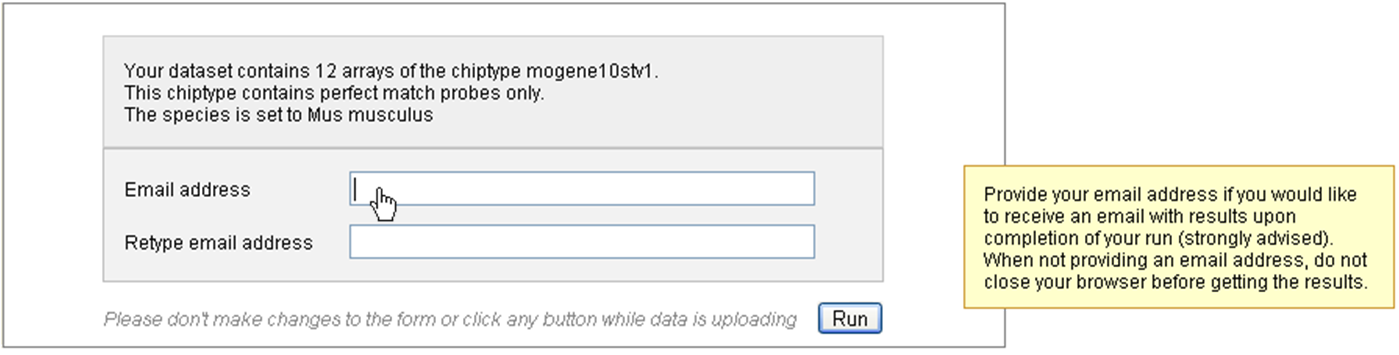 Your dataset contains 12 arrays of the chiptype mogene10stv1.
This chiptype contains perfect match probes only.
The species is set to Mus musculus
Email address
Retype email address
Please don't make changes to the form or click any button while data is uploading
Run
Provide your email address if you would like
to receive an email with results upon
completion of your run (strongly advised).
When not providing an email address, do not
close your browser before getting the results.